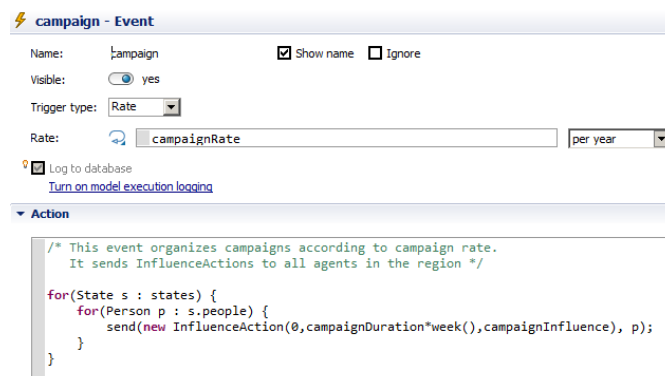 campaign - Event
Name: campaign Show name Ignore
Visible: yes
Trigger type: Rate
Rate: campaignRate per year
Log to database
Turn on model execution logging
Action
/* This event organizes campaigns according to campaign rate.
It sends InfluenceActions to all agents in the region */
for(State s : states) {
for(Person p : s.people) {
send(new InfluenceAction(0,campaignDuration*week(),campaignInfluence), p);
}
}